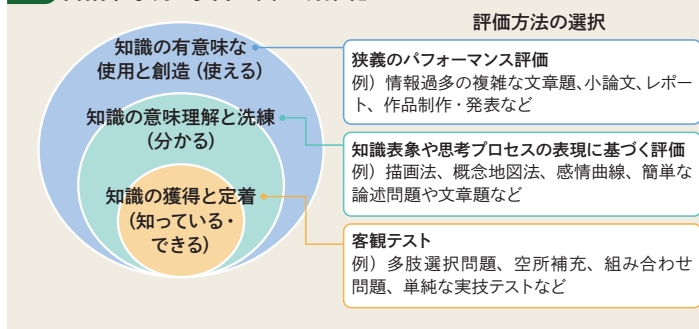 評価方法の選択
知識の有意味な
使用と創造(使える)
知識の意味理解と洗練
(分かる)
知識の獲得と定着
(知っている・
できる)
狭義のパフォーマンス評価
例)情報過多の複雑な文章題、小論文、レポー
ト、作品制作・発表など
知識表象や思考プロセスの表現に基づく評価
例)描画法、概念地図法、感情曲線、簡単な
論述問題や文章題など
客観テスト
例)多肢選択問題、空所補充、組み合わせ
問題、単純な実技テストなど